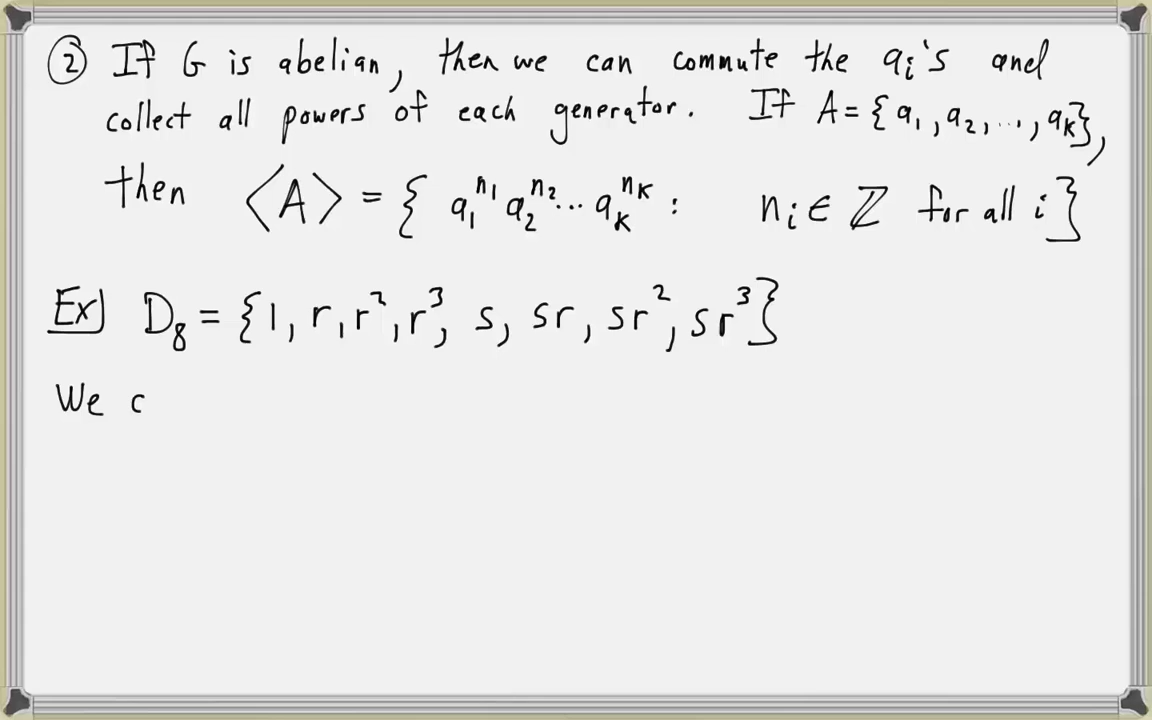 ② If G is abelian, then we can commute the aᵢ's and
collect all powers of each generator. If A = {a₁, a₂, ..., aₖ},
then ⟨A⟩ = { a₁^{n₁} a₂^{n₂} ... aₖ^{nₖ} : nᵢ ∈ ℤ for all i }
Ex) D₈ = {1, r, r², r³, s, sr, sr², sr³}
We c